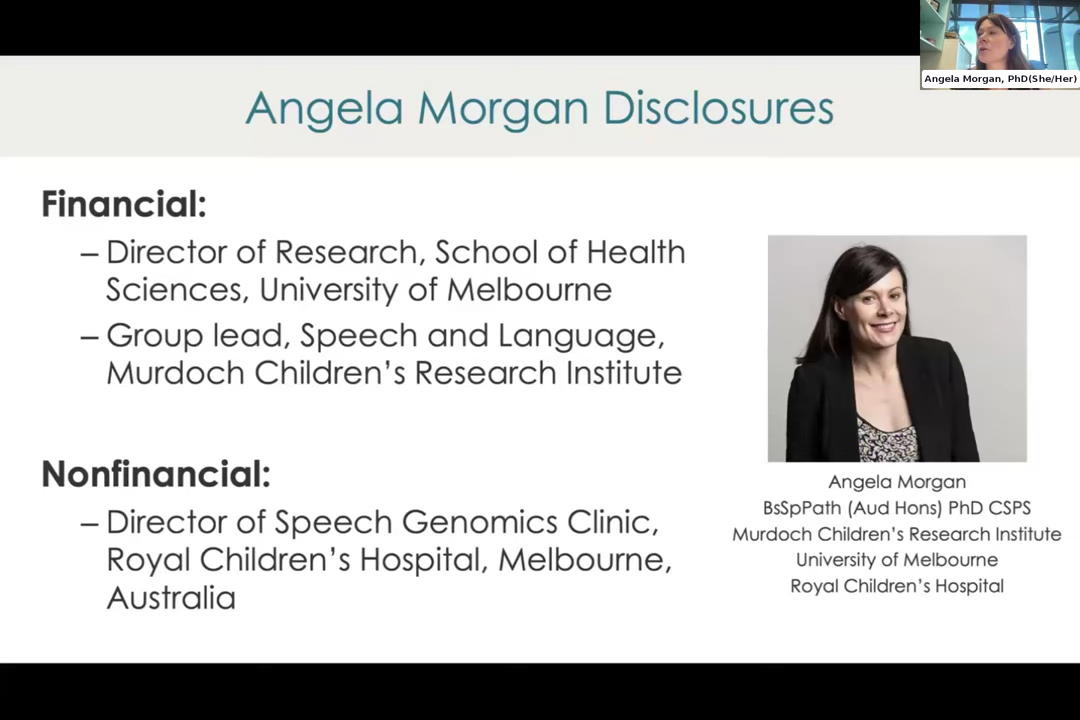 Angela Morgan, PhD(She/Her)
Angela Morgan Disclosures
Financial:
– Director of Research, School of Health
Sciences, University of Melbourne
– Group lead, Speech and Language,
Murdoch Children's Research Institute
Nonfinancial:
– Director of Speech Genomics Clinic,
Royal Children's Hospital, Melbourne,
Australia
Angela Morgan
BsSpPath (Aud Hons) PhD CSPS
Murdoch Children's Research Institute
University of Melbourne
Royal Children's Hospital